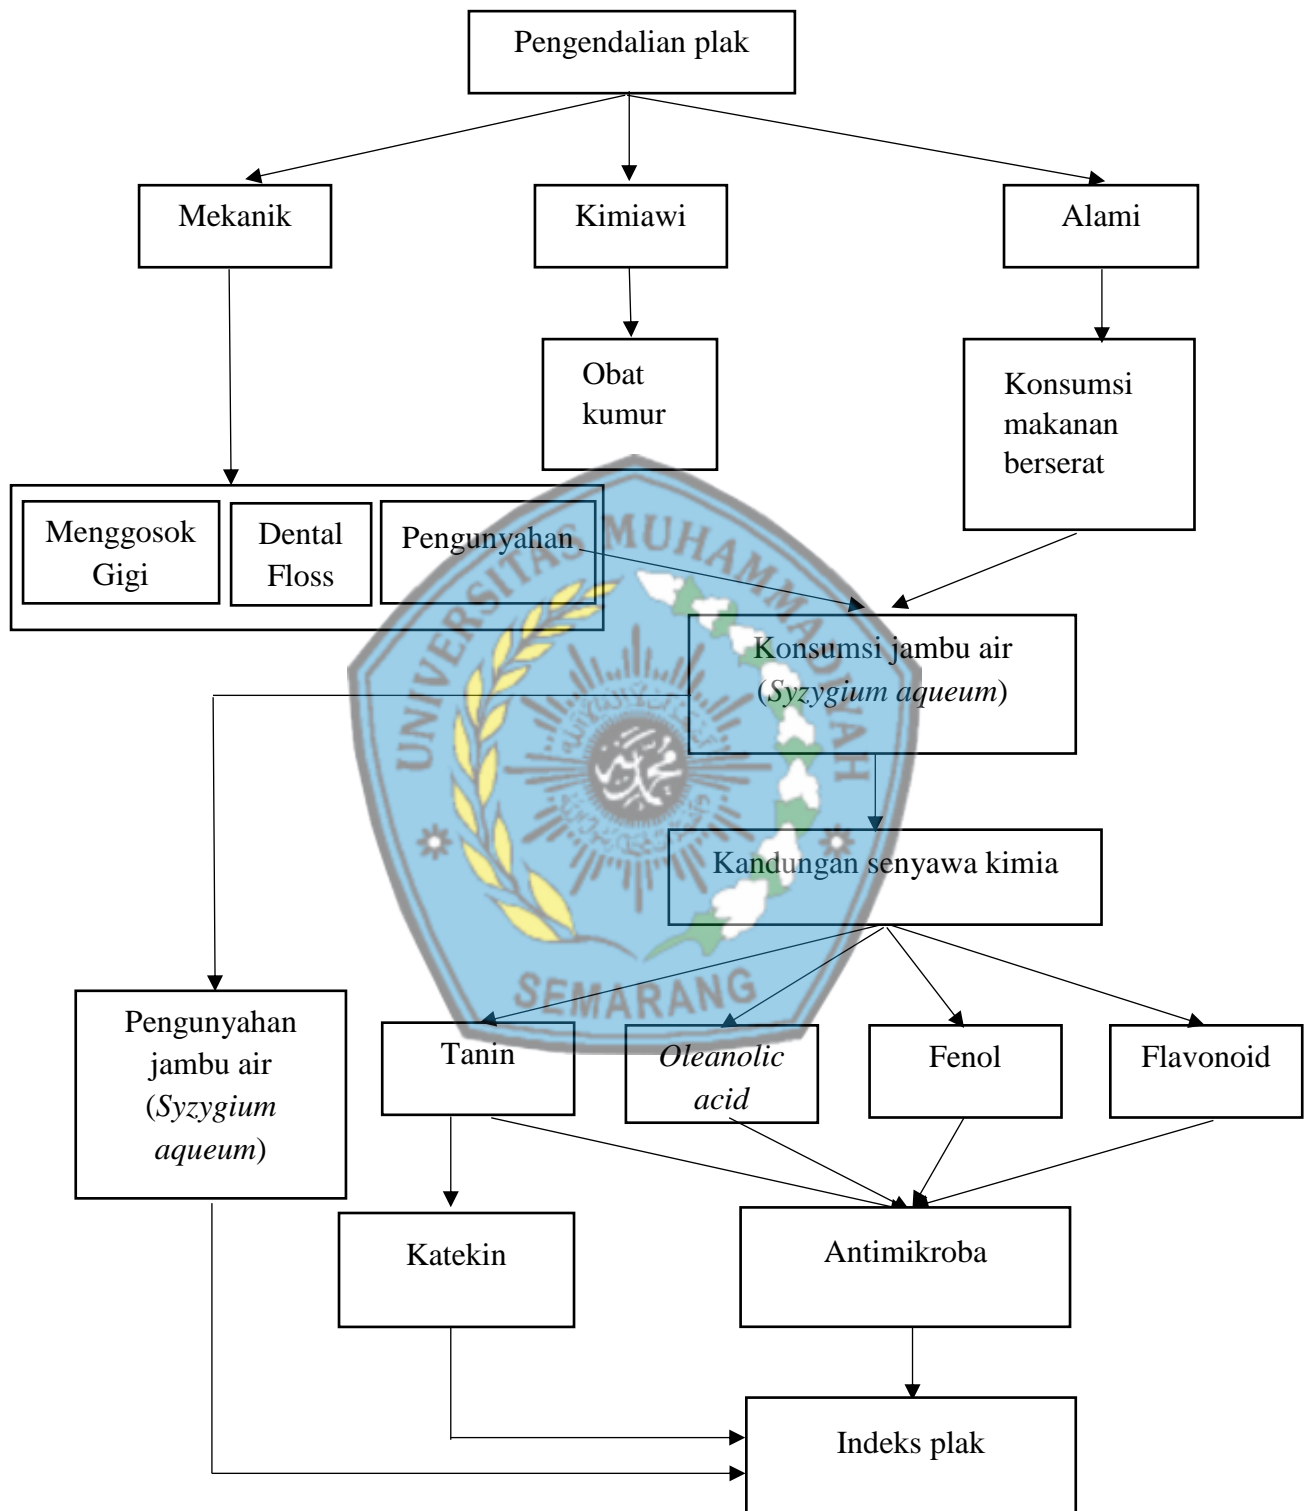 Pengendalian plak
Mekanik
Kimiawi
Alami
Obat
kumur
Konsumsi
makanan
berserat
Menggosok
Gigi
Dental
Floss
Pengunyahan
UNIVERSITAS MUHAMMADIYAH
SEMARANG
Konsumsi jambu air
(Syzygium aqueum)
Kandungan senyawa kimia
Pengunyahan
jambu air
(Syzygium
aqueum)
Tanin
Oleanolic
acid
Fenol
Flavonoid
Katekin
Antimikroba
Indeks plak